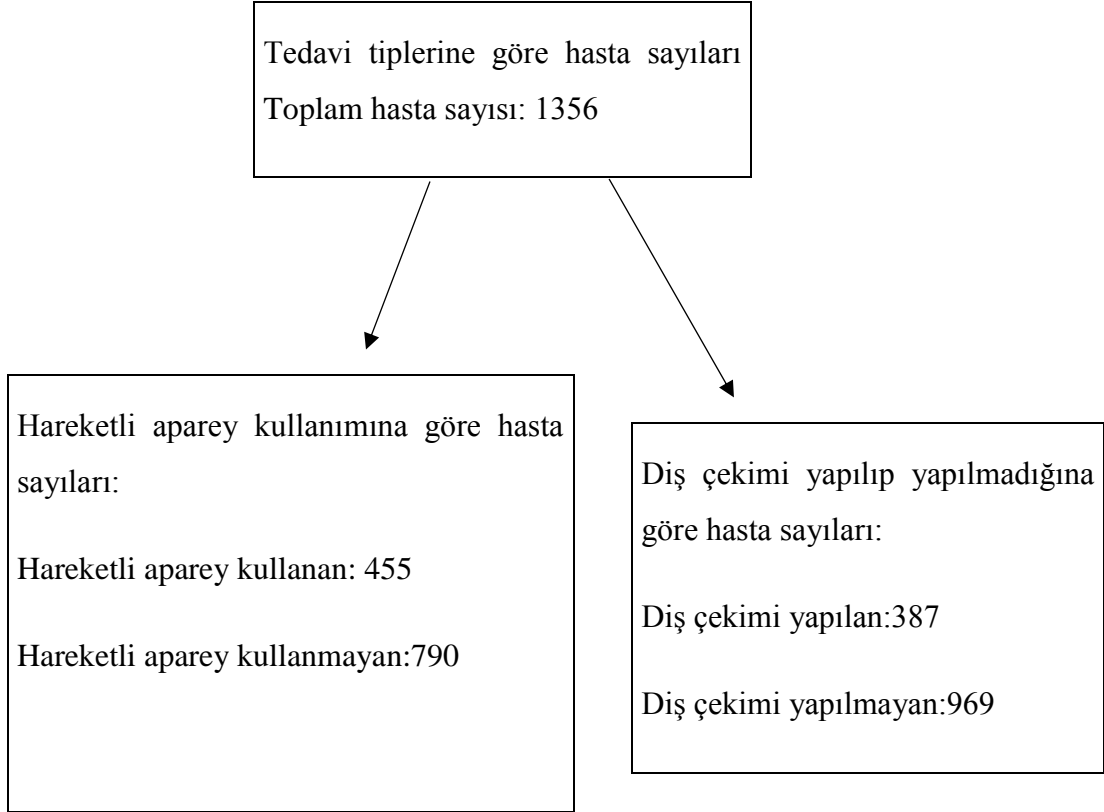 Tedavi tiplerine göre hasta sayıları
Toplam hasta sayısı: 1356
Hareketli aparey kullanımına göre hasta
sayıları:
Hareketli aparey kullanan: 455
Hareketli aparey kullanmayan:790
Diş çekimi yapılıp yapılmadığına
göre hasta sayıları:
Diş çekimi yapılan:387
Diş çekimi yapılmayan:969